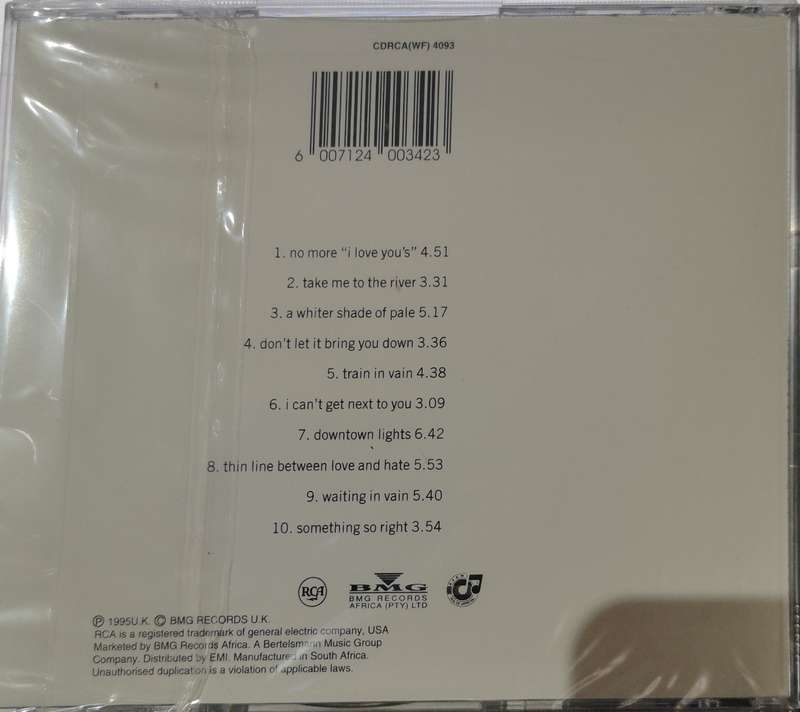 CDRCA(WF) 4093
6 007124 003423
1. no more “i love you's” 4.51
2. take me to the river 3.31
3. a whiter shade of pale 5.17
4. don't let it bring you down 3.36
5. train in vain 4.38
6. i can't get next to you 3.09
7. downtown lights 6.42
8. thin line between love and hate 5.53
9. waiting in vain 5.40
10. something so right 3.54
RCA
BMG
BMG RECORDS
AFRICA (PTY) LTD
℗ 1995U.K. © BMG RECORDS U.K.
RCA is a registered trademark of general electric company, USA
Marketed by BMG Records Africa. A Bertelsmann Music Group
Company. Distributed by EMI. Manufactured in South Africa.
Unauthorised duplication is a violation of applicable laws.